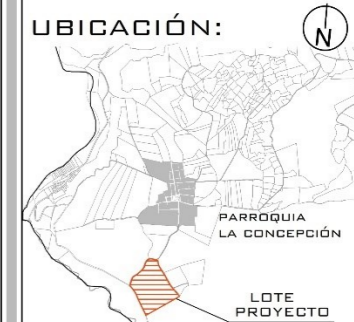 UBICACIÓN:
N
PARROQUIA
LA CONCEPCIÓN
LOTE
PROYECTO